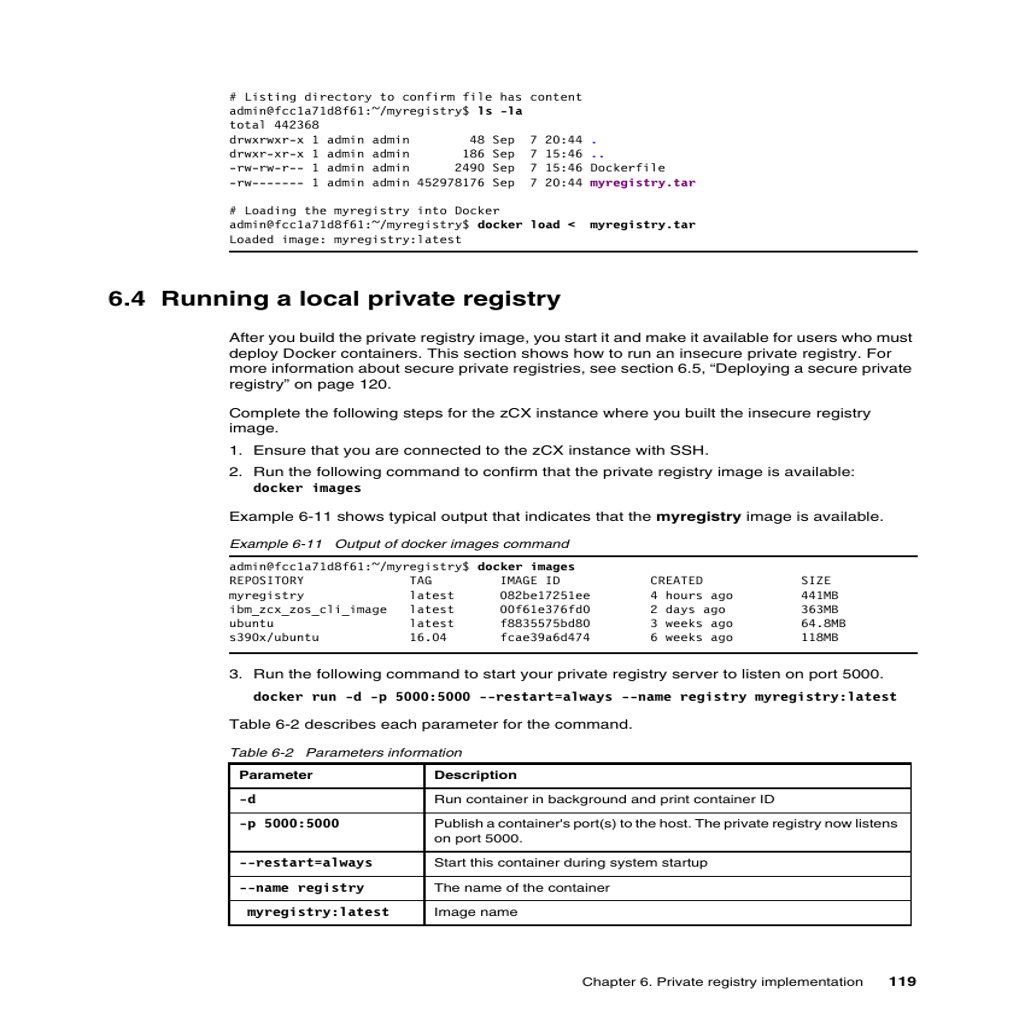 # Listing directory to confirm file has content
admin@fcc1a71d8f61:~/myregistry$ ls -la
total 442368
drwxrwxr-x 1 admin admin        48 Sep  7 20:44 .
drwxr-xr-x 1 admin admin       186 Sep  7 15:46 ..
-rw-rw-r-- 1 admin admin      2490 Sep  7 15:46 Dockerfile
-rw------- 1 admin admin 452978176 Sep  7 20:44 myregistry.tar
# Loading the myregistry into Docker
admin@fcc1a71d8f61:~/myregistry$ docker load <  myregistry.tar
Loaded image: myregistry:latest
6.4 Running a local private registry
After you build the private registry image, you start it and make it available for users who must
deploy Docker containers. This section shows how to run an insecure private registry. For
more information about secure private registries, see section 6.5, “Deploying a secure private
registry” on page 120.
Complete the following steps for the zCX instance where you built the insecure registry
image.
1. Ensure that you are connected to the zCX instance with SSH.
2. Run the following command to confirm that the private registry image is available:
docker images
Example 6-11 shows typical output that indicates that the myregistry image is available.
Example 6-11 Output of docker images command
admin@fcc1a71d8f61:~/myregistry$ docker images
REPOSITORY              TAG         IMAGE ID            CREATED             SIZE
myregistry              latest      082be17251ee        4 hours ago         441MB
ibm_zcx_zos_cli_image   latest      00f61e376fd0        2 days ago          363MB
ubuntu                  latest      f8835575bd80        3 weeks ago         64.8MB
s390x/ubuntu            16.04       fcae39a6d474        6 weeks ago         118MB
3. Run the following command to start your private registry server to listen on port 5000.
docker run -d -p 5000:5000 --restart=always --name registry myregistry:latest
Table 6-2 describes each parameter for the command.
Table 6-2 Parameters information
Parameter Description
-d Run container in background and print container ID
-p 5000:5000 Publish a container's port(s) to the host. The private registry now listens
on port 5000.
--restart=always Start this container during system startup
--name registry The name of the container
myregistry:latest Image name
Chapter 6. Private registry implementation 119